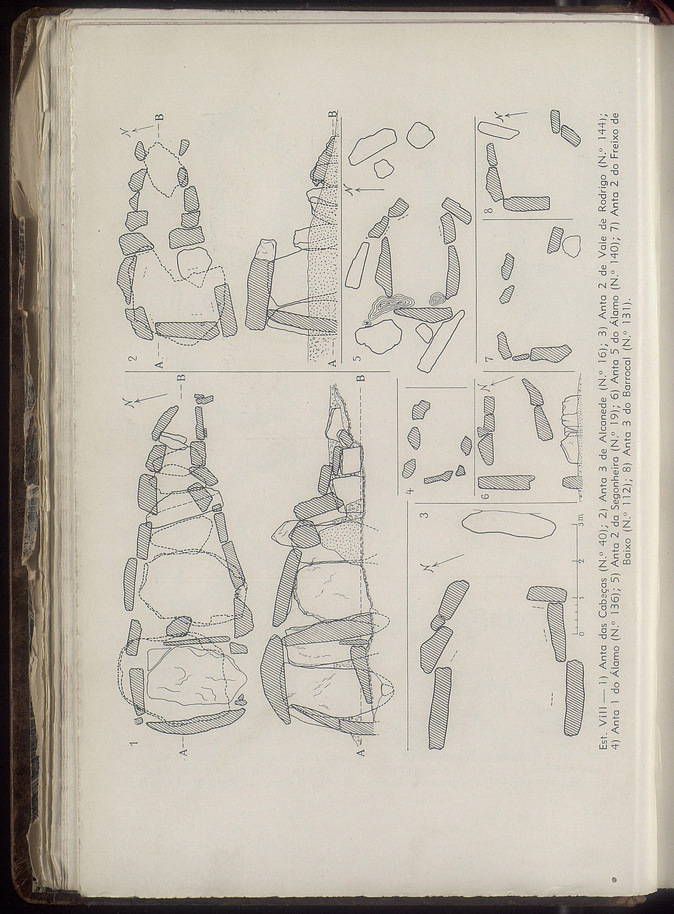 1
A
B
N
A
B
2
A
B
N
A
B
3
N
0
1
2
3m
4
5
N
6
N
7
8
N
Est. VIII — 1) Anta das Cabeças (N.º 40); 2) Anta 3 de Alcanede (N.º 16); 3) Anta 2 de Vale de Rodrigo (N.º 144);
4) Anta 1 do Álamo (N.º 136); 5) Anta 2 da Segonheira (N.º 19); 6) Anta 5 do Álamo (N.º 140); 7) Anta 2 do Freixo de
Baixo (N.º 112); 8) Anta 3 do Barrocal (N.º 131).